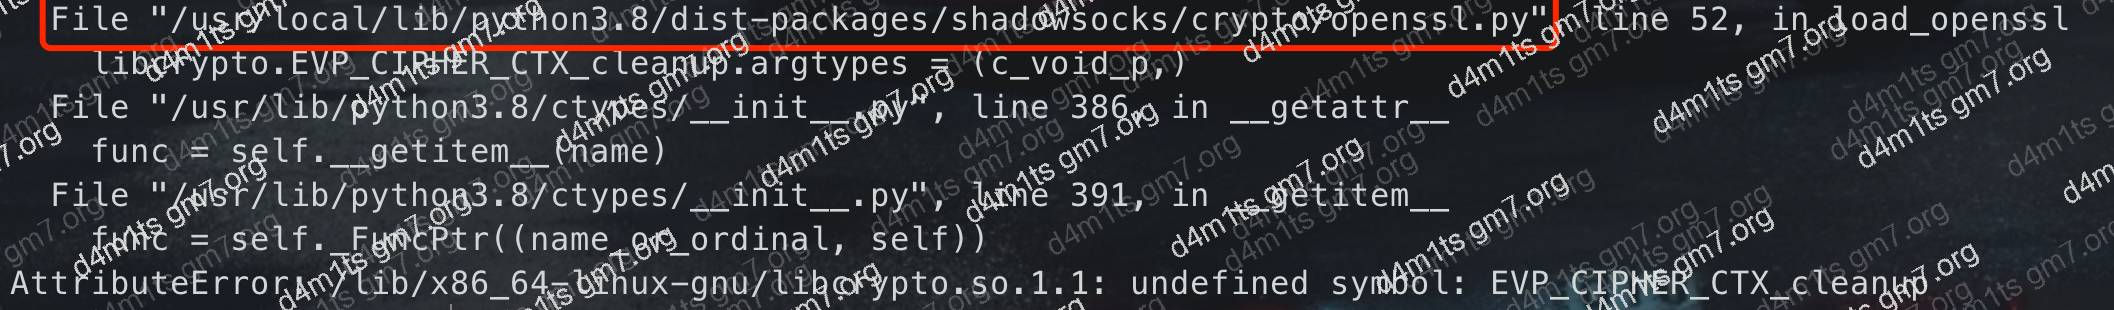 File "/usr/local/lib/python3.8/dist-packages/shadowsocks/crypto/openssl.py", line 52, in load_openssl
libcrypto.EVP_CIPHER_CTX_cleanup.argtypes = (c_void_p,)
File "/usr/lib/python3.8/ctypes/__init__.py", line 386, in __getattr__
func = self.__getitem__(name)
File "/usr/lib/python3.8/ctypes/__init__.py", line 391, in __getitem__
func = self._FuncPtr((name_or_ordinal, self))
AttributeError: /lib/x86_64-linux-gnu/libcrypto.so.1.1: undefined symbol: EVP_CIPHER_CTX_cleanup
d4m1ts gm7.org